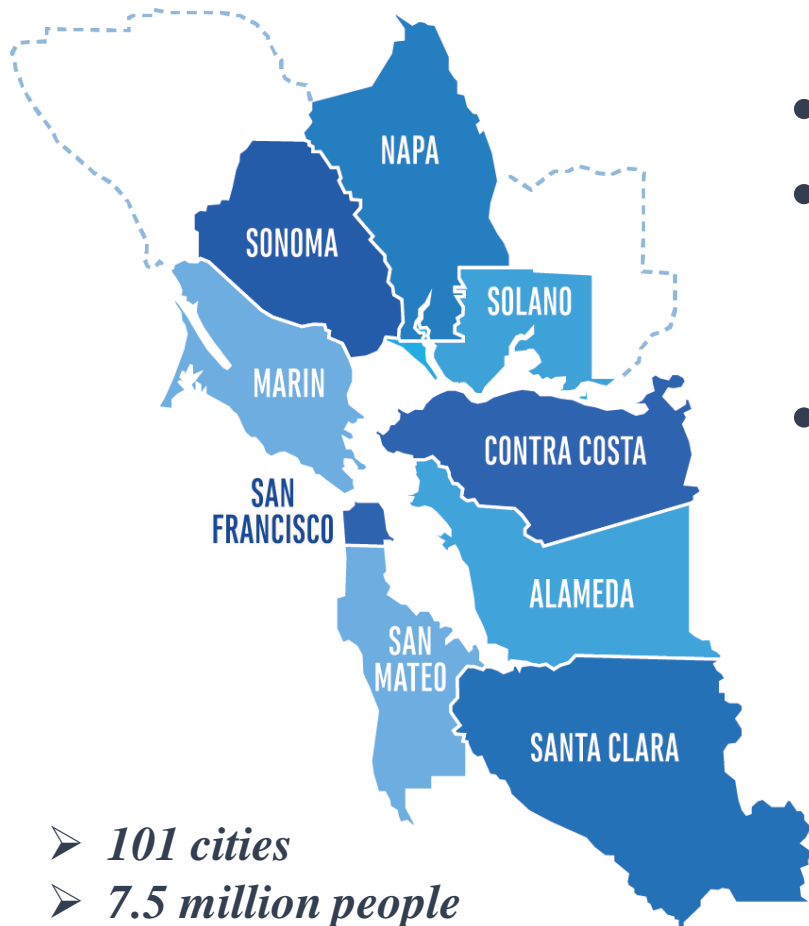 NAPA
SONOMA
SOLANO
MARIN
CONTRA COSTA
SAN
FRANCISCO
ALAMEDA
SAN
MATEO
SANTA CLARA
➢ 101 cities
➢ 7.5 million people